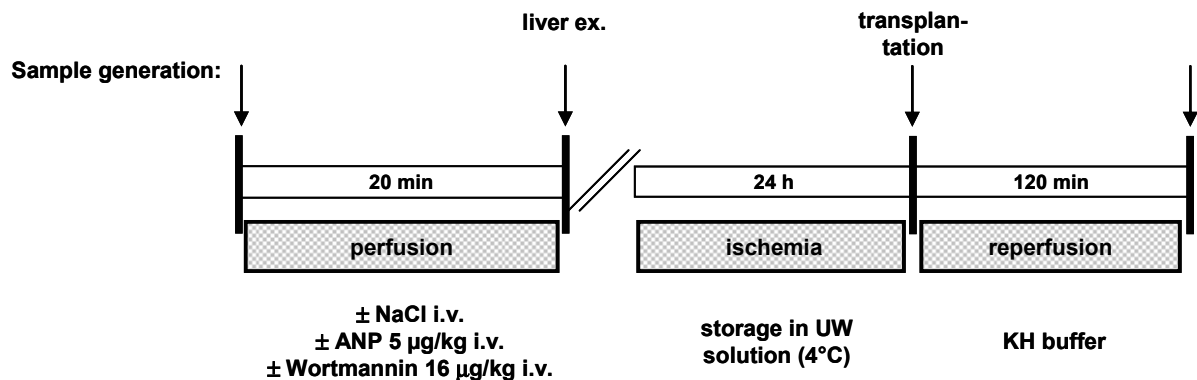 liver ex.
transplan-
tation
Sample generation:
20 min
24 h
120 min
perfusion
ischemia
reperfusion
± NaCl i.v.
± ANP 5 µg/kg i.v.
± Wortmannin 16 µg/kg i.v.
storage in UW
solution (4°C)
KH buffer